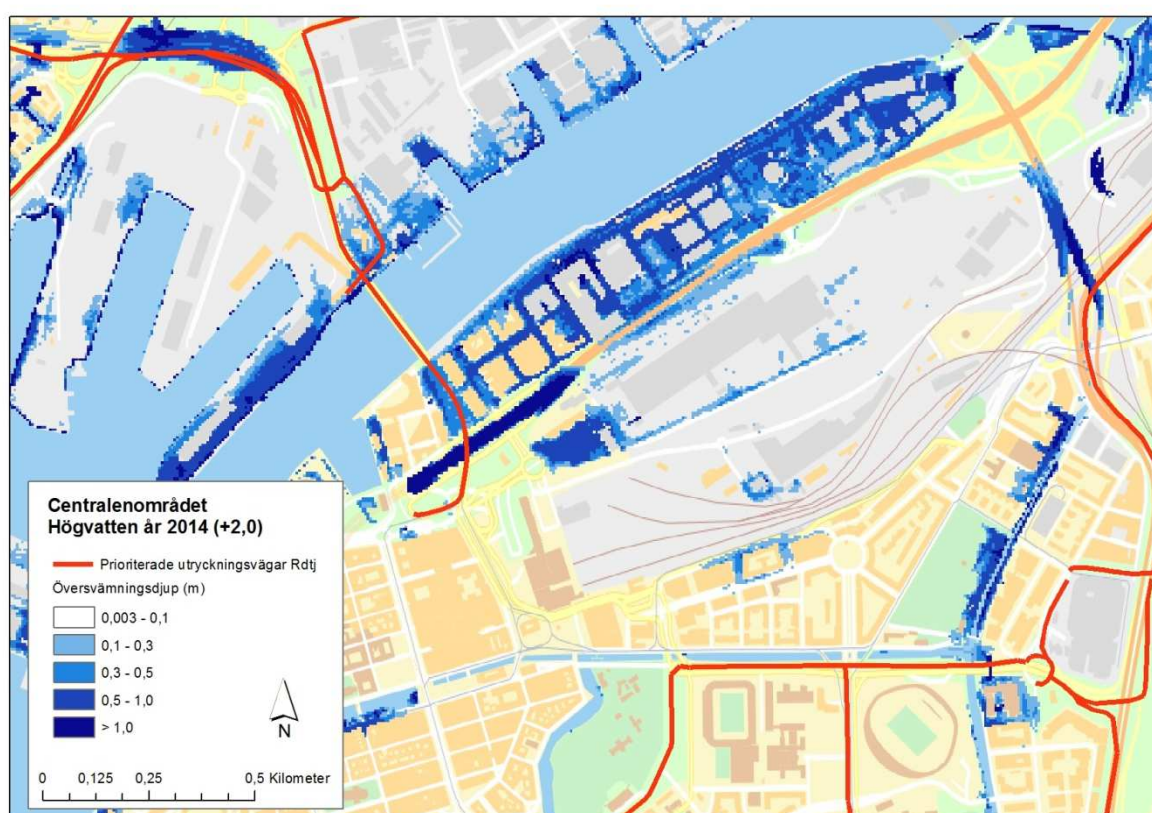 Centralenområdet
Högvatten år 2014 (+2,0)
Prioriterade utryckningsvägar Rdtj
Översvämningsdjup (m)
0,003 - 0,1
0,1 - 0,3
0,3 - 0,5
0,5 - 1,0
> 1,0
N
0 0,125 0,25 0,5 Kilometer